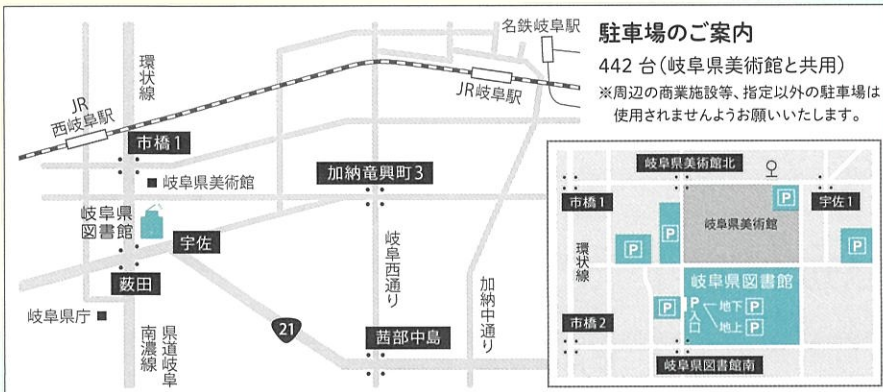 駐車場のご案内
442 台(岐阜県美術館と共用)
※周辺の商業施設等、指定以外の駐車場は
使用されませんようお願いいたします。
名鉄岐阜駅
JR岐阜駅
環状線
JR
西岐阜駅
市橋1
岐阜県美術館
加納竜興町3
岐阜県
図書館
宇佐
薮田
岐阜西通り
加納中通り
岐阜県庁
県道岐阜
南濃線
21
茜部中島
岐阜県美術館北
市橋1
P
宇佐1
岐阜県美術館
P
P
P
環状線
岐阜県図書館
P
P
入口
地下 P
地上 P
市橋2
岐阜県図書館南